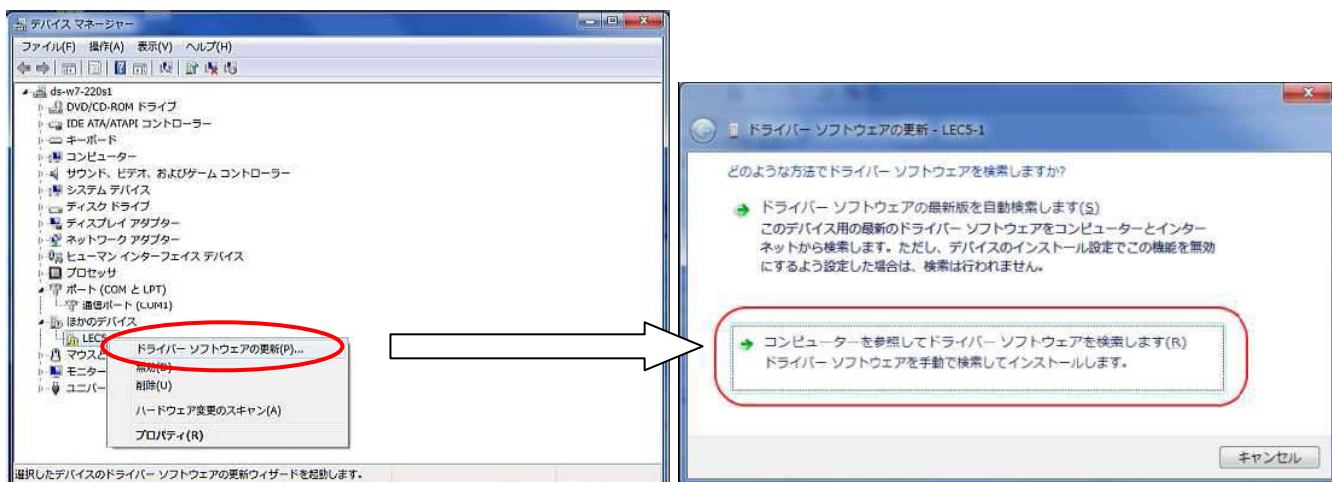 デバイス マネージャー
ファイル(F) 操作(A) 表示(V) ヘルプ(H)
ds-w7-220s1
DVD/CD-ROM ドライブ
IDE ATA/ATAPI コントローラー
キーボード
コンピューター
サウンド、ビデオ、およびゲーム コントローラー
システム デバイス
ディスク ドライブ
ディスプレイ アダプター
ネットワーク アダプター
ヒューマン インターフェイス デバイス
プロセッサ
ポート (COM と LPT)
通信ポート (COM1)
ほかのデバイス
LEC5
マウスと
モニター
ユニバー
ドライバー ソフトウェアの更新(P)...
無効(D)
削除(U)
ハードウェア変更のスキャン(A)
プロパティ(R)
選択したデバイスのドライバー ソフトウェアの更新ウィザードを起動します。
ドライバー ソフトウェアの更新 - LEC5-1
どのような方法でドライバー ソフトウェアを検索しますか?
ドライバー ソフトウェアの最新版を自動検索します(S)
このデバイス用の最新のドライバー ソフトウェアをコンピューターとインター
ネットから検索します。ただし、デバイスのインストール設定でこの機能を無効
にするよう設定した場合は、検索は行われません。
コンピューターを参照してドライバー ソフトウェアを検索します(R)
ドライバー ソフトウェアを手動で検索してインストールします。
キャンセル